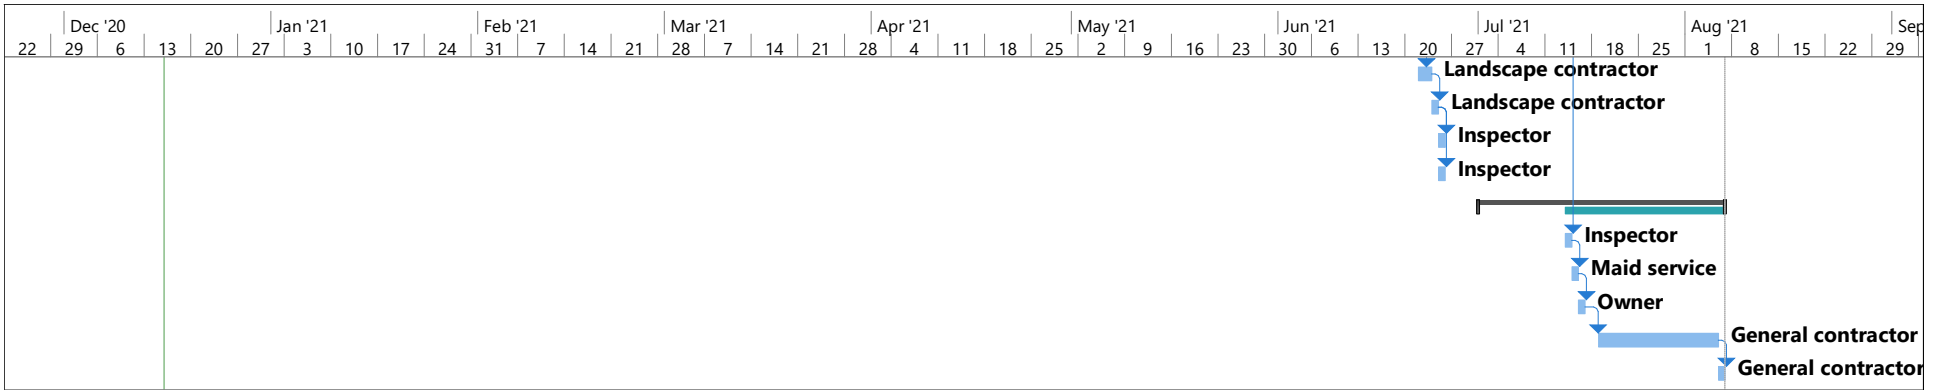 Dec '20 Jan '21 Feb '21 Mar '21 Apr '21 May '21 Jun '21 Jul '21 Aug '21 Sep
22 29 6 13 20 27 3 10 17 24 31 7 14 21 28 7 14 21 28 4 11 18 25 2 9 16 23 30 6 13 20 27 4 11 18 25 1 8 15 22 29
Landscape contractor
Landscape contractor
Inspector
Inspector
Inspector
Maid service
Owner
General contractor
General contractor